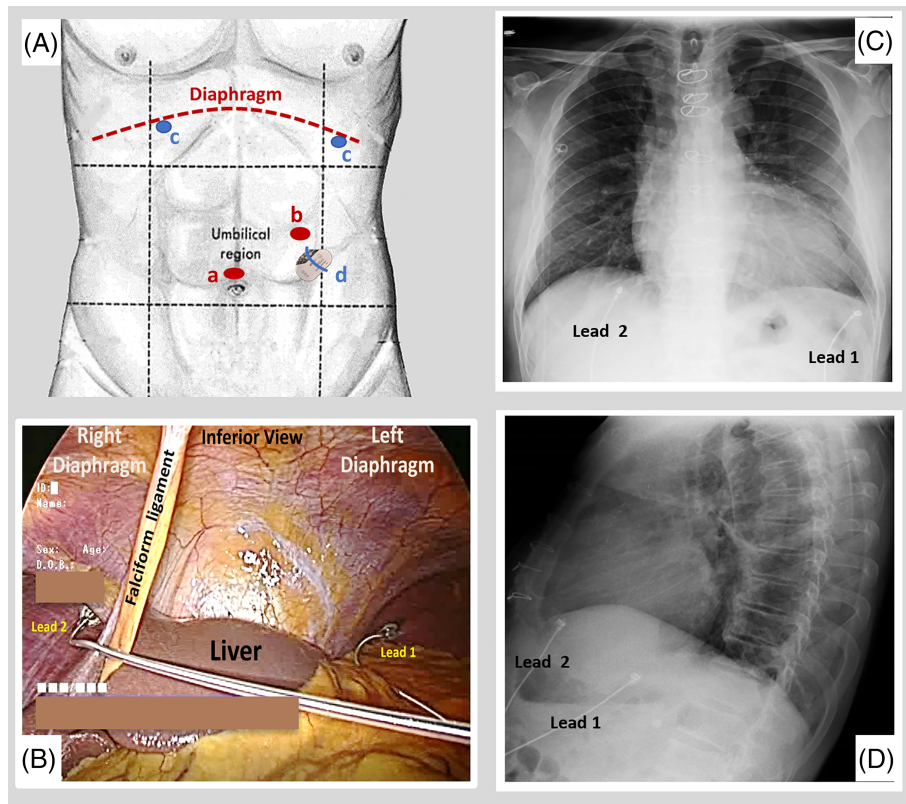 (A)
Diaphragm
c
c
b
Umbilical
region
a
d
(B)
Right
Diaphragm
Inferior View
Left
Diaphragm
Falciform ligament
ID:
Name:
Sex: Age:
D.O.B.:
Lead 2
Liver
Lead 1
(C)
Lead 2
Lead 1
(D)
Lead 2
Lead 1